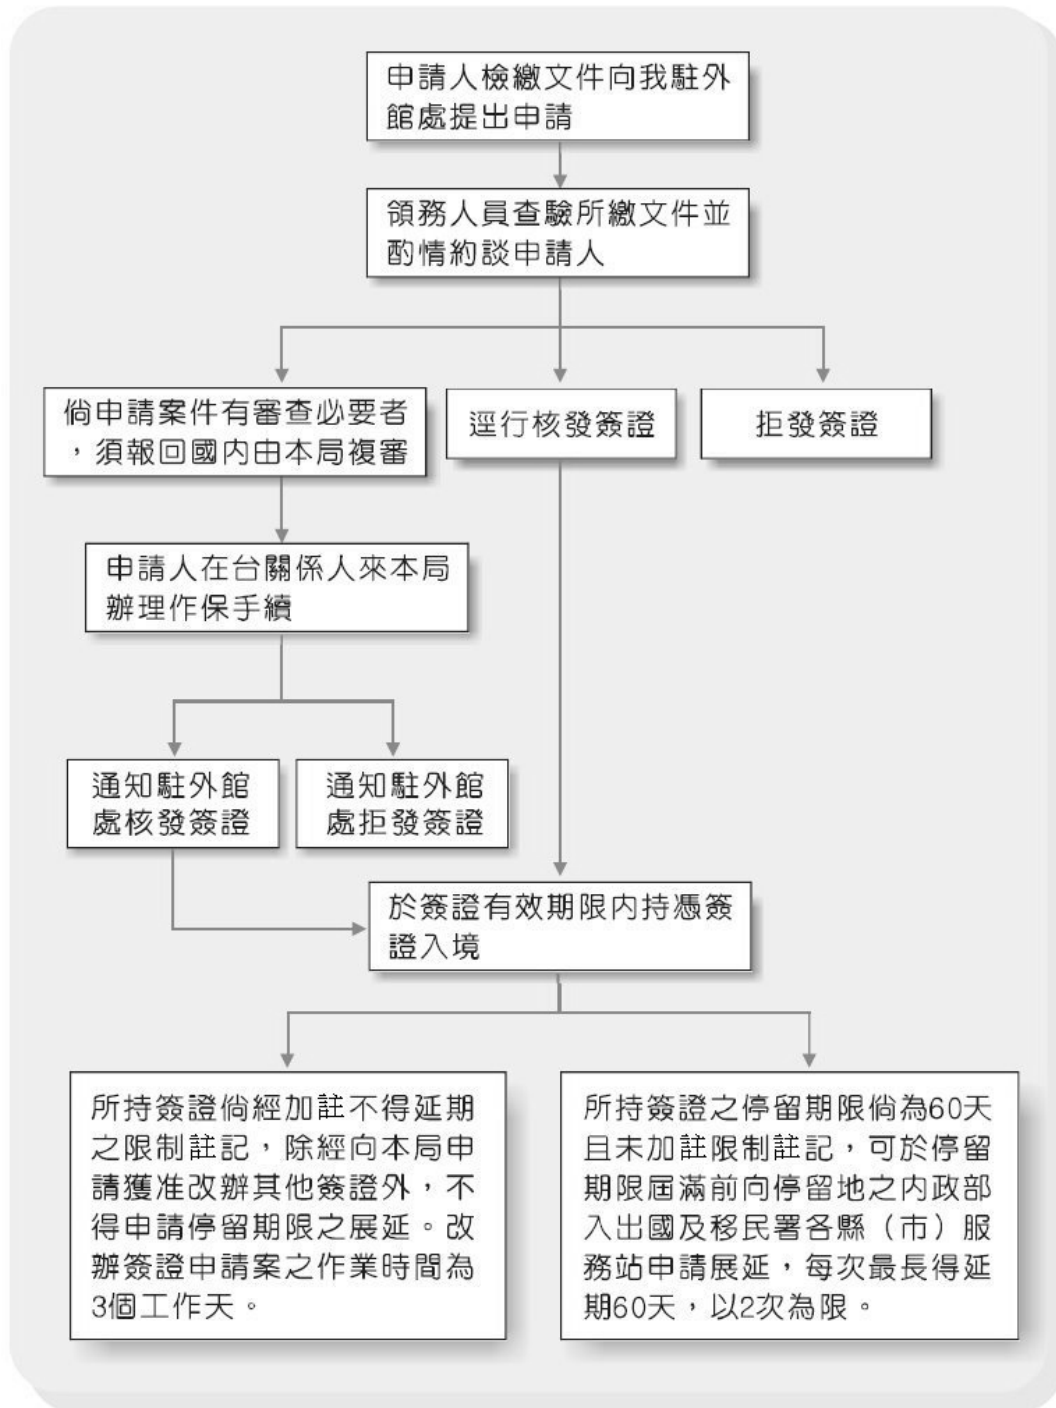 申請人檢繳文件向我駐外
館處提出申請
領務人員查驗所繳文件並
酌情約談申請人
倘申請案件有審查必要者
，須報回國內由本局複審
逕行核發簽證
拒發簽證
申請人在台關係人來本局
辦理作保手續
通知駐外館
處核發簽證
通知駐外館
處拒發簽證
於簽證有效期限內持憑簽
證入境
所持簽證倘經加註不得延期
之限制註記，除經向本局申
請獲准改辦其他簽證外，不
得申請停留期限之展延。改
辦簽證申請案之作業時間為
3個工作天。
所持簽證之停留期限倘為60天
且未加註限制註記，可於停留
期限屆滿前向停留地之內政部
入出國及移民署各縣（市）服
務站申請展延，每次最長得延
期60天，以2次為限。